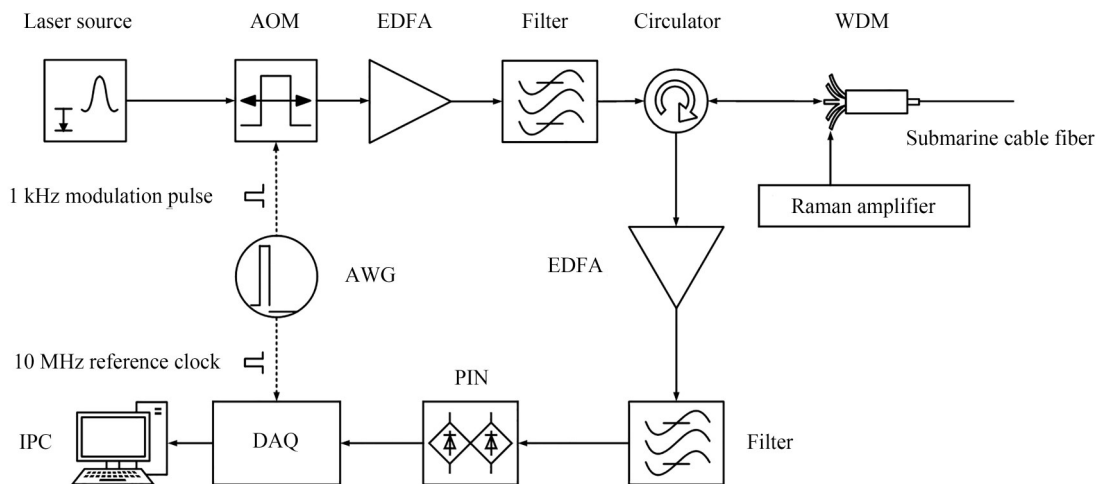 Laser source
AOM
EDFA
Filter
Circulator
WDM
Submarine cable fiber
1 kHz modulation pulse
Raman amplifier
EDFA
AWG
10 MHz reference clock
PIN
IPC
DAQ
Filter